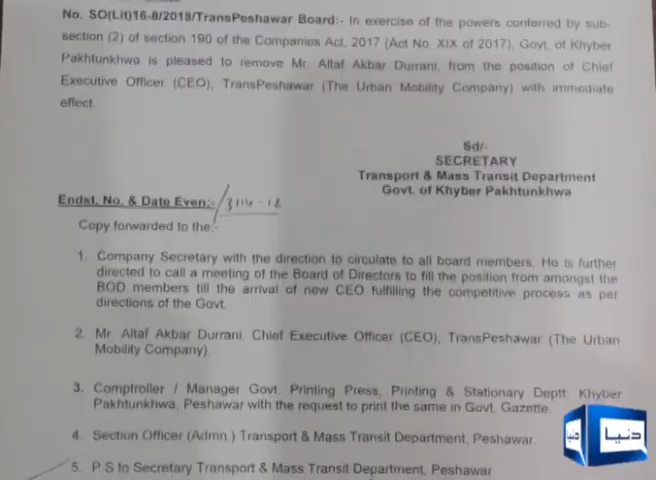 No. SO(Lit)16-8/2018/TransPeshawar Board:- In exercise of the powers conferred by sub-
section (2) of section 190 of the Companies Act, 2017 (Act No. XIX of 2017), Govt. of Khyber
Pakhtunkhwa is pleased to remove Mr. Altaf Akbar Durrani, from the position of Chief
Executive Officer (CEO), TransPeshawar (The Urban Mobility Company) with immediate
effect.
Sd/-
SECRETARY
Transport & Mass Transit Department
Govt. of Khyber Pakhtunkhwa
Endst. No. & Date Even:-
Copy forwarded to the:-
1. Company Secretary with the direction to circulate to all board members. He is further
directed to call a meeting of the Board of Directors to fill the position from amongst the
BOD members till the arrival of new CEO fulfilling the competitive process as per
directions of the Govt.
2. Mr. Altaf Akbar Durrani, Chief Executive Officer (CEO), TransPeshawar (The Urban
Mobility Company).
3. Comptroller / Manager Govt. Printing Press, Printing & Stationary Deptt: Khyber
Pakhtunkhwa, Peshawar with the request to print the same in Govt. Gazette.
4. Section Officer (Admn.) Transport & Mass Transit Department, Peshawar.
5. P S to Secretary Transport & Mass Transit Department, Peshawar
دنیا
دنیا